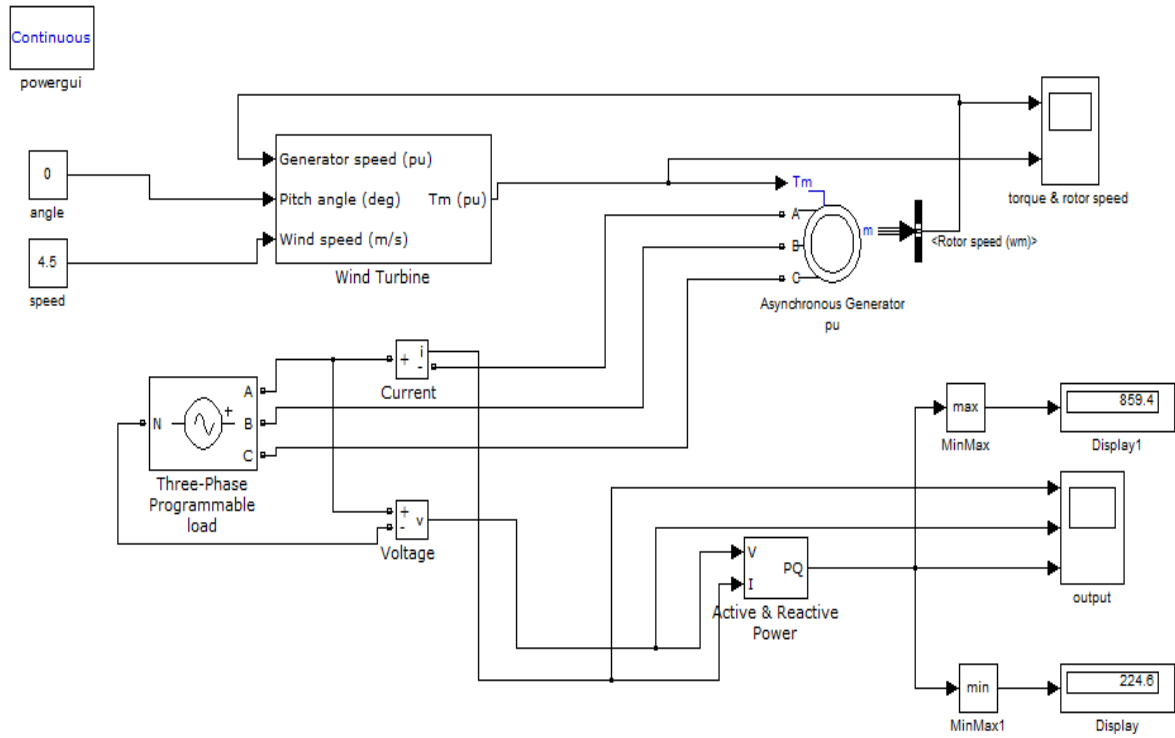 Continuous
powergui
0
angle
4.5
speed
Generator speed (pu)
Pitch angle (deg)
Tm (pu)
Wind speed (m/s)
Wind Turbine
Tm
A
B
C
m
<Rotor speed (wm)>
Asynchronous Generator
pu
torque & rotor speed
N
A
B
C
+
Three-Phase
Programmable
load
+
i
-
Current
+
-
v
Voltage
V
I
PQ
Active & Reactive
Power
max
MinMax
859.4
Display1
output
min
MinMax1
224.6
Display